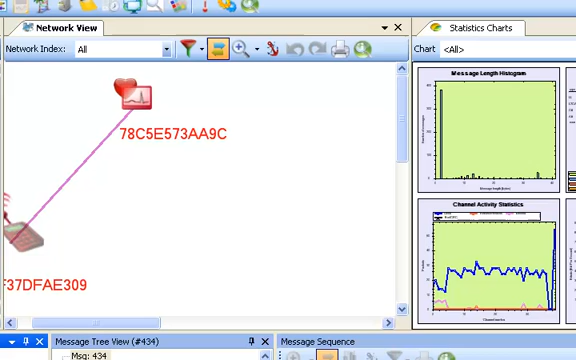 Network View
Statistics Charts
Network Index: All
Chart <All>
Message Length Histogram
78C5E573AA9C
Channel Activity Statistics
F37DFAE309
Message Tree View (#434)
Message Sequence
Msg: 434